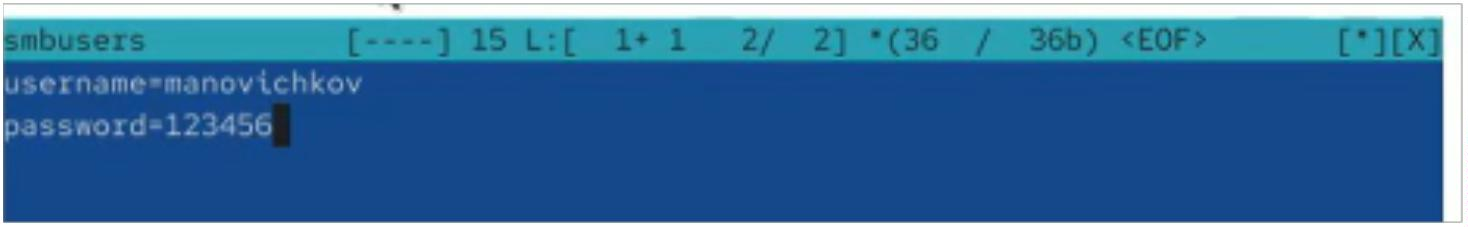 smbusers [----] 15 L:[ 1+ 1 2/ 2] *(36 / 36b) <EOF> [*][X]
username=manovichkov
password=123456